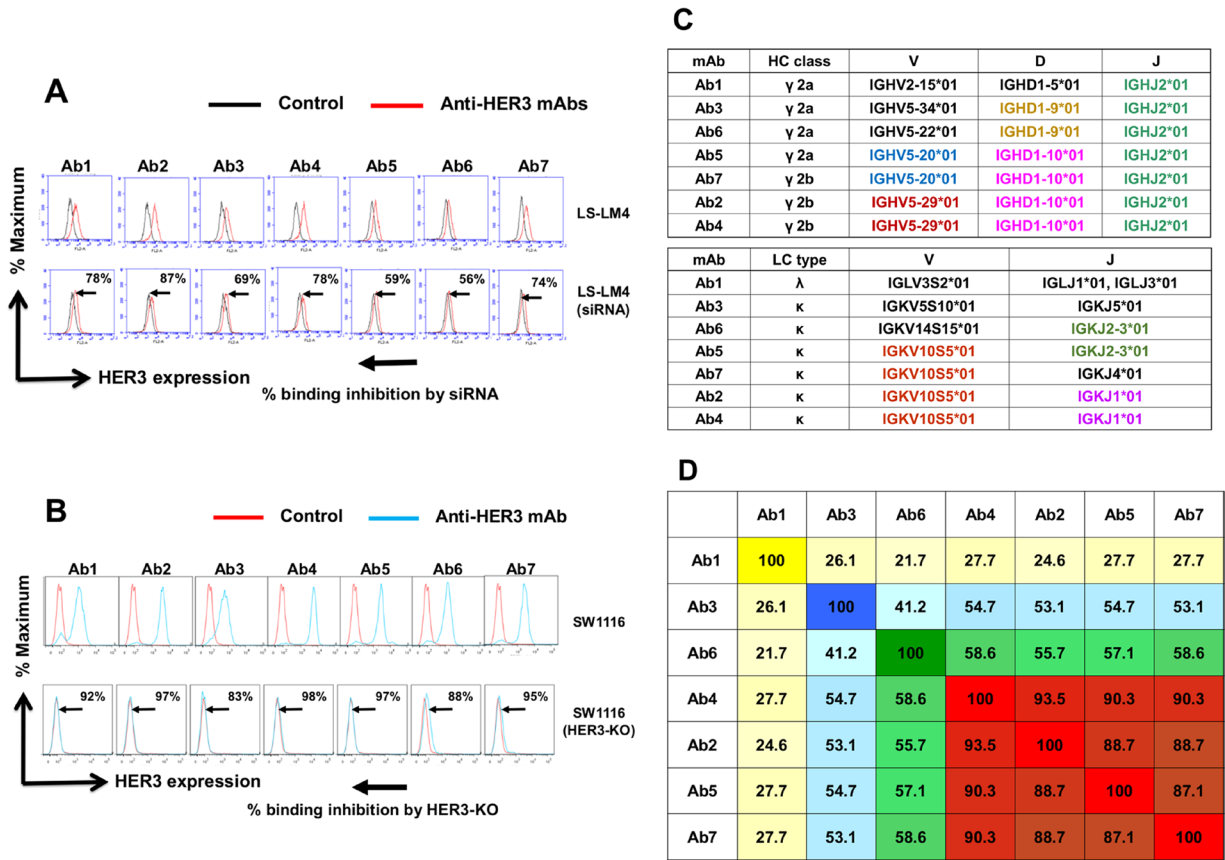 A
Control
Anti-HER3 mAbs
Ab1 Ab2 Ab3 Ab4 Ab5 Ab6 Ab7
LS-LM4
% Maximum
78% 87% 69% 78% 59% 56% 74%
LS-LM4
(siRNA)
FL2-A
HER3 expression
% binding inhibition by siRNA
B
Control
Anti-HER3 mAb
Ab1 Ab2 Ab3 Ab4 Ab5 Ab6 Ab7
SW1116
% Maximum
92% 97% 83% 98% 97% 88% 95%
SW1116
(HER3-KO)
HER3 expression
% binding inhibition by HER3-KO
C
mAb HC class V D J
Ab1 γ 2a IGHV2-15*01 IGHD1-5*01 IGHJ2*01
Ab3 γ 2a IGHV5-34*01 IGHD1-9*01 IGHJ2*01
Ab6 γ 2a IGHV5-22*01 IGHD1-9*01 IGHJ2*01
Ab5 γ 2a IGHV5-20*01 IGHD1-10*01 IGHJ2*01
Ab7 γ 2b IGHV5-20*01 IGHD1-10*01 IGHJ2*01
Ab2 γ 2b IGHV5-29*01 IGHD1-10*01 IGHJ2*01
Ab4 γ 2b IGHV5-29*01 IGHD1-10*01 IGHJ2*01
mAb LC type V J
Ab1 λ IGLV3S2*01 IGLJ1*01, IGLJ3*01
Ab3 κ IGKV5S10*01 IGKJ5*01
Ab6 κ IGKV14S15*01 IGKJ2-3*01
Ab5 κ IGKV10S5*01 IGKJ2-3*01
Ab7 κ IGKV10S5*01 IGKJ4*01
Ab2 κ IGKV10S5*01 IGKJ1*01
Ab4 κ IGKV10S5*01 IGKJ1*01
D
Ab1 Ab3 Ab6 Ab4 Ab2 Ab5 Ab7
Ab1 100 26.1 21.7 27.7 24.6 27.7 27.7
Ab3 26.1 100 41.2 54.7 53.1 54.7 53.1
Ab6 21.7 41.2 100 58.6 55.7 57.1 58.6
Ab4 27.7 54.7 58.6 100 93.5 90.3 90.3
Ab2 24.6 53.1 55.7 93.5 100 88.7 88.7
Ab5 27.7 54.7 57.1 90.3 88.7 100 87.1
Ab7 27.7 53.1 58.6 90.3 88.7 87.1 100